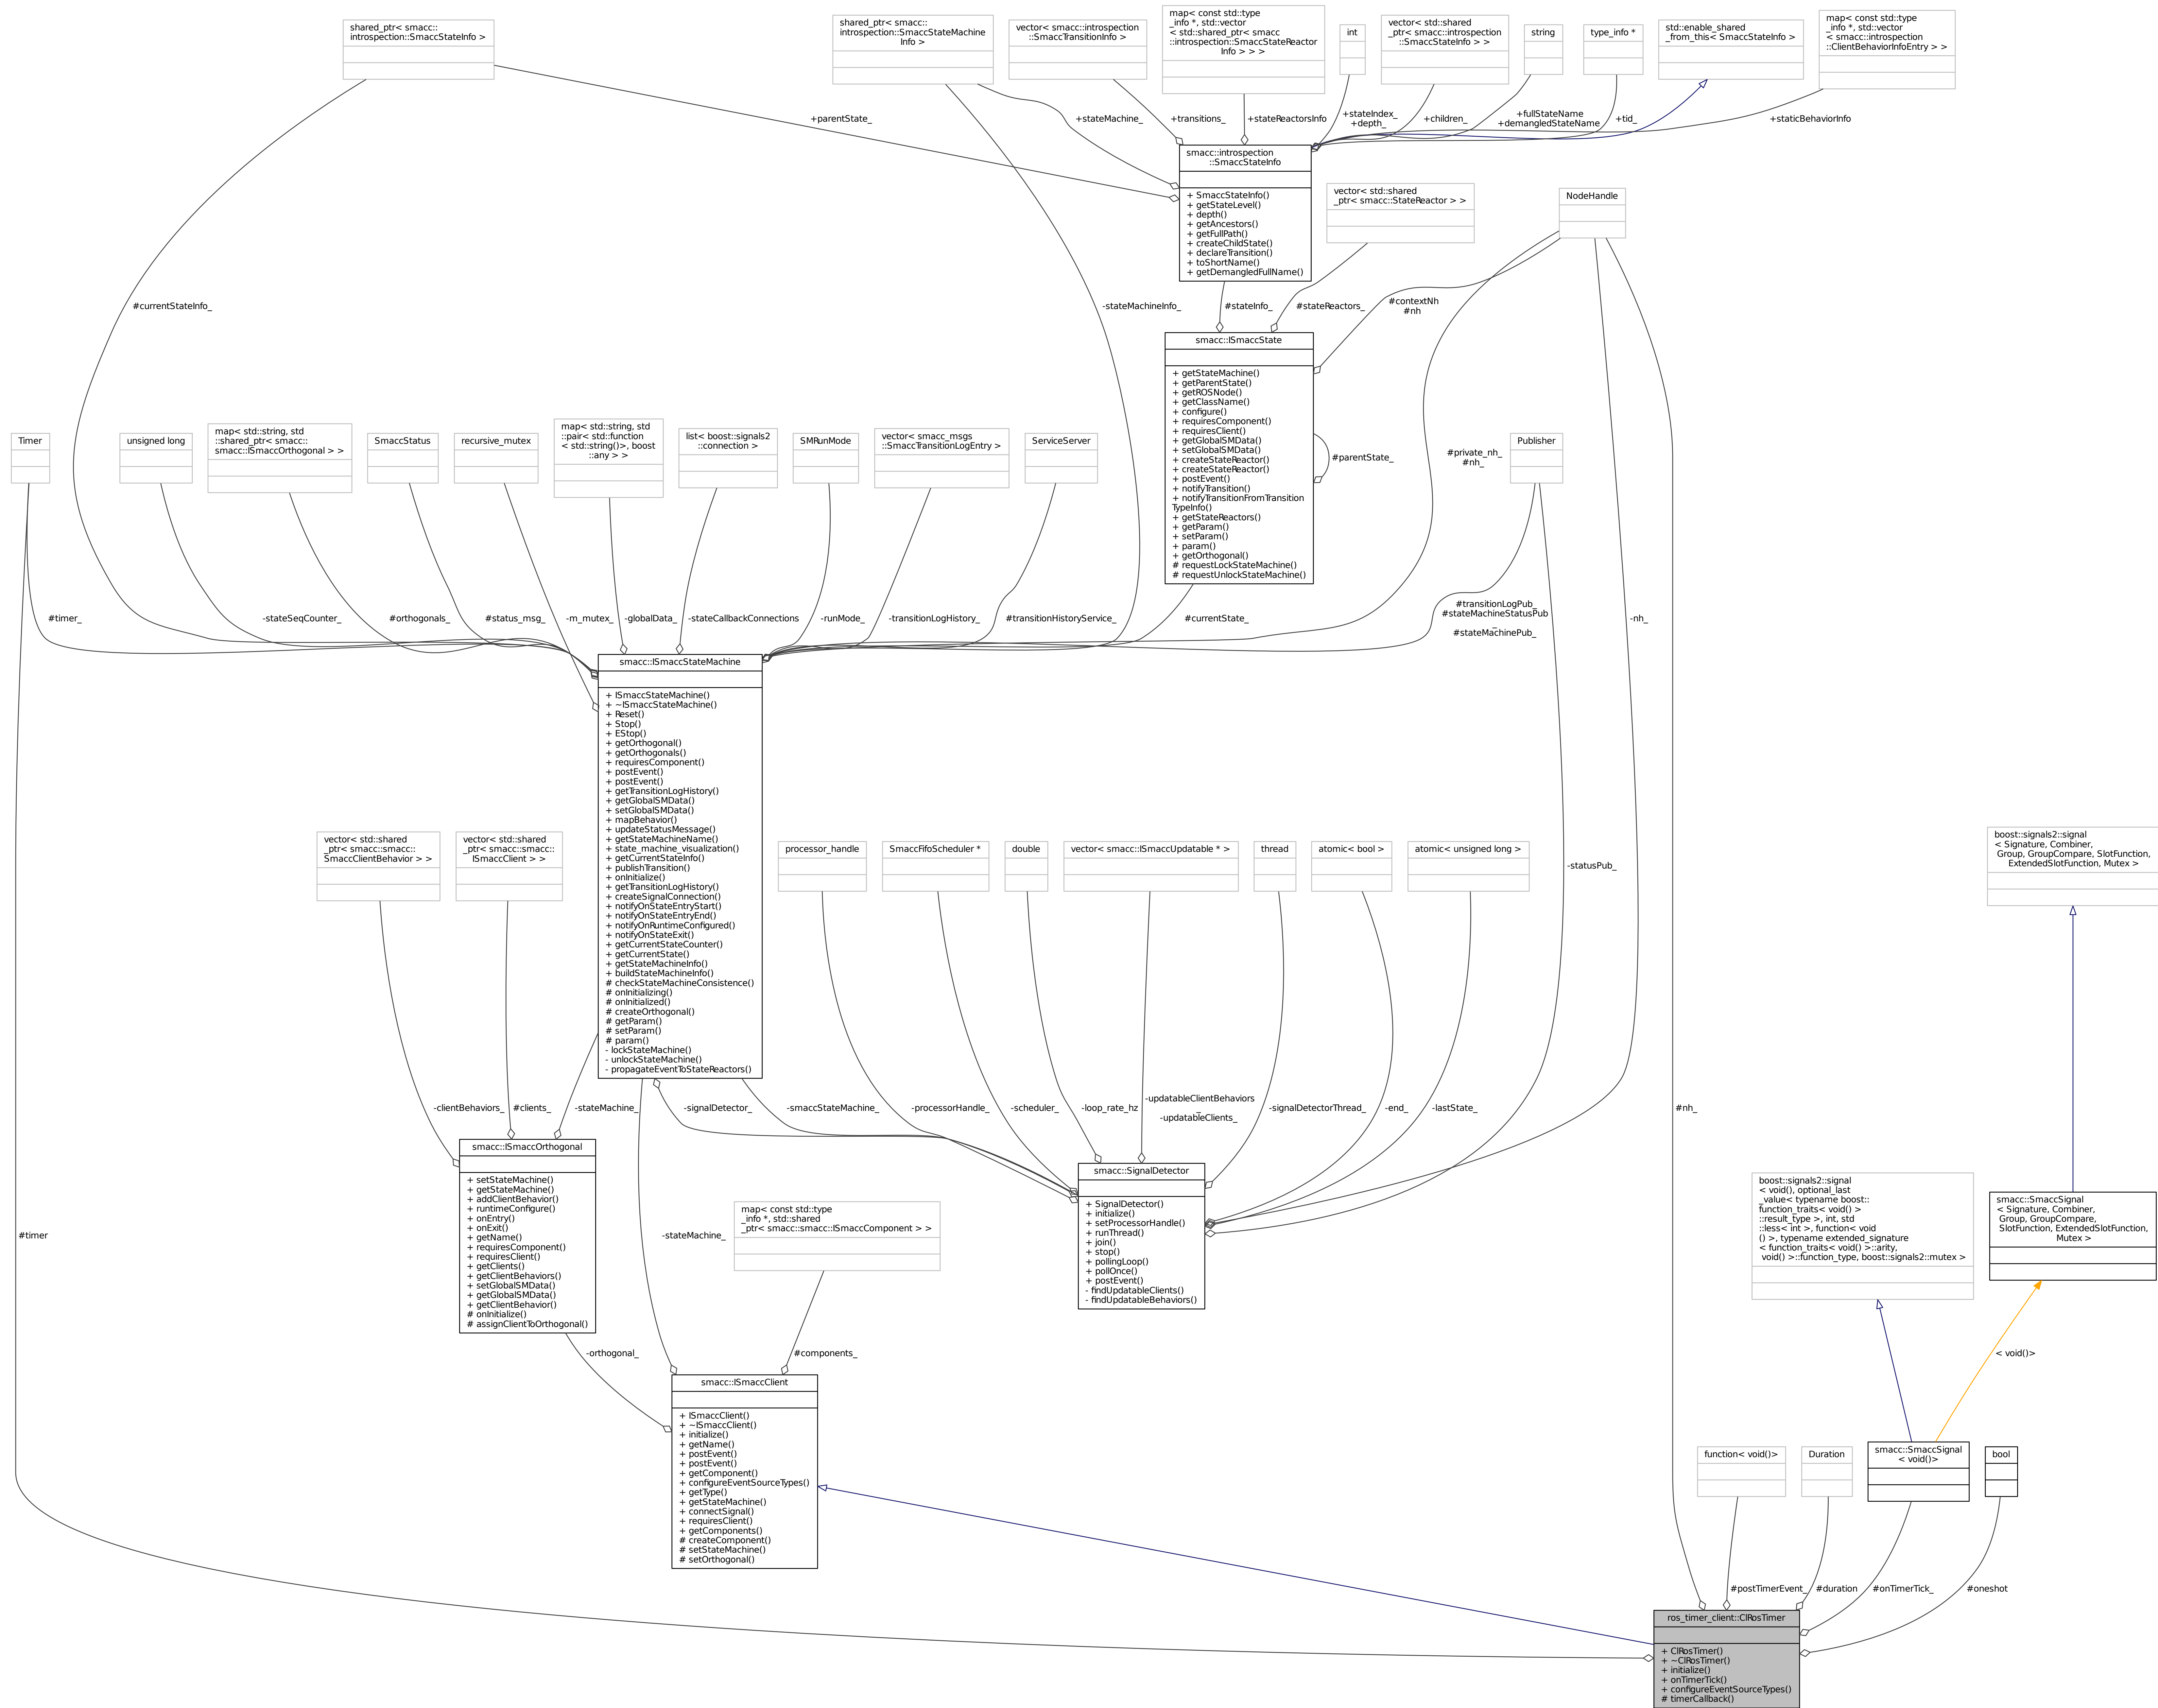 shared_ptr< smacc::
introspection::SmaccStateInfo >
shared_ptr< smacc::
introspection::SmaccStateMachine
Info >
vector< smacc::introspection
::SmaccTransitionInfo >
map< const std::type
_info *, std::vector
< std::shared_ptr< smacc
::introspection::SmaccStateReactor
Info > > >
int
vector< std::shared
_ptr< smacc::introspection
::SmaccStateInfo > >
string
type_info *
std::enable_shared
_from_this< SmaccStateInfo >
map< const std::type
_info *, std::vector
< smacc::introspection
::ClientBehaviorInfoEntry > >
+parentState_
+stateMachine_
+transitions_
+stateReactorsInfo
+stateIndex_
+depth_
+children_
+fullStateName
+demangledStateName
+tid_
+staticBehaviorInfo
smacc::introspection
::SmaccStateInfo
+ SmaccStateInfo()
+ getStateLevel()
+ depth()
+ getAncestors()
+ getFullPath()
+ createChildState()
+ declareTransition()
+ toShortName()
+ getDemangledFullName()
vector< std::shared
_ptr< smacc::StateReactor > >
NodeHandle
#currentStateInfo_
-stateMachineInfo_
#stateInfo_
#stateReactors_
#contextNh
#nh
smacc::ISmaccState
+ getStateMachine()
+ getParentState()
+ getROSNode()
+ getClassName()
+ configure()
+ requiresComponent()
+ requiresClient()
+ getGlobalSMData()
+ setGlobalSMData()
+ createStateReactor()
+ createStateReactor()
+ postEvent()
+ notifyTransition()
+ notifyTransitionFromTransition
TypeInfo()
+ getStateReactors()
+ getParam()
+ setParam()
+ param()
+ getOrthogonal()
# requestLockStateMachine()
# requestUnlockStateMachine()
#parentState_
#private_nh_
#nh_
Timer
unsigned long
map< std::string, std
::shared_ptr< smacc::
smacc::ISmaccOrthogonal > >
SmaccStatus
recursive_mutex
map< std::string, std
::pair< std::function
< std::string()>, boost
::any > >
list< boost::signals2
::connection >
SMRunMode
vector< smacc_msgs
::SmaccTransitionLogEntry >
ServiceServer
Publisher
#timer_
-stateSeqCounter_
#orthogonals_
#status_msg_
-m_mutex_
-globalData_
-stateCallbackConnections
-runMode_
-transitionLogHistory_
#transitionHistoryService_
#currentState_
#transitionLogPub_
#stateMachineStatusPub
_
#stateMachinePub_
-nh_
smacc::ISmaccStateMachine
+ ISmaccStateMachine()
+ ~ISmaccStateMachine()
+ Reset()
+ Stop()
+ EStop()
+ getOrthogonal()
+ getOrthogonals()
+ requiresComponent()
+ postEvent()
+ postEvent()
+ getTransitionLogHistory()
+ getGlobalSMData()
+ setGlobalSMData()
+ mapBehavior()
+ updateStatusMessage()
+ getStateMachineName()
+ state_machine_visualization()
+ getCurrentStateInfo()
+ publishTransition()
+ onInitialize()
+ getTransitionLogHistory()
+ createSignalConnection()
+ notifyOnStateEntryStart()
+ notifyOnStateEntryEnd()
+ notifyOnRuntimeConfigured()
+ notifyOnStateExit()
+ getCurrentStateCounter()
+ getCurrentState()
+ getStateMachineInfo()
+ buildStateMachineInfo()
# checkStateMachineConsistence()
# onInitializing()
# onInitialized()
# createOrthogonal()
# getParam()
# setParam()
# param()
- lockStateMachine()
- unlockStateMachine()
- propagateEventToStateReactors()
vector< std::shared
_ptr< smacc::smacc::
SmaccClientBehavior > >
vector< std::shared
_ptr< smacc::smacc::
ISmaccClient > >
processor_handle
SmaccFifoScheduler *
double
vector< smacc::ISmaccUpdatable * >
thread
atomic< bool >
atomic< unsigned long >
-statusPub_
boost::signals2::signal
< Signature, Combiner,
Group, GroupCompare, SlotFunction,
ExtendedSlotFunction, Mutex >
-clientBehaviors_
#clients_
-stateMachine_
-signalDetector_
-smaccStateMachine_
-processorHandle_
-scheduler_
-loop_rate_hz
-updatableClientBehaviors
_
-updatableClients_
-signalDetectorThread_
-end_
-lastState_
#nh_
smacc::ISmaccOrthogonal
+ setStateMachine()
+ getStateMachine()
+ addClientBehavior()
+ runtimeConfigure()
+ onEntry()
+ onExit()
+ getName()
+ requiresComponent()
+ requiresClient()
+ getClients()
+ getClientBehaviors()
+ setGlobalSMData()
+ getGlobalSMData()
+ getClientBehavior()
# onInitialize()
# assignClientToOrthogonal()
smacc::SignalDetector
+ SignalDetector()
+ initialize()
+ setProcessorHandle()
+ runThread()
+ join()
+ stop()
+ pollingLoop()
+ pollOnce()
+ postEvent()
- findUpdatableClients()
- findUpdatableBehaviors()
boost::signals2::signal
< void(), optional_last
_value< typename boost::
function_traits< void() >
::result_type >, int, std
::less< int >, function< void
() >, typename extended_signature
< function_traits< void() >::arity,
void() >::function_type, boost::signals2::mutex >
smacc::SmaccSignal
< Signature, Combiner,
Group, GroupCompare,
SlotFunction, ExtendedSlotFunction,
Mutex >
#timer
-stateMachine_
map< const std::type
_info *, std::shared
_ptr< smacc::smacc::ISmaccComponent > >
-orthogonal_
#components_
< void()>
smacc::ISmaccClient
+ ISmaccClient()
+ ~ISmaccClient()
+ initialize()
+ getName()
+ postEvent()
+ postEvent()
+ getComponent()
+ configureEventSourceTypes()
+ getType()
+ getStateMachine()
+ connectSignal()
+ requiresClient()
+ getComponents()
# createComponent()
# setStateMachine()
# setOrthogonal()
function< void()>
Duration
smacc::SmaccSignal
< void()>
bool
#postTimerEvent_
#duration
#onTimerTick_
#oneshot
ros_timer_client::ClRosTimer
+ ClRosTimer()
+ ~ClRosTimer()
+ initialize()
+ onTimerTick()
+ configureEventSourceTypes()
# timerCallback()